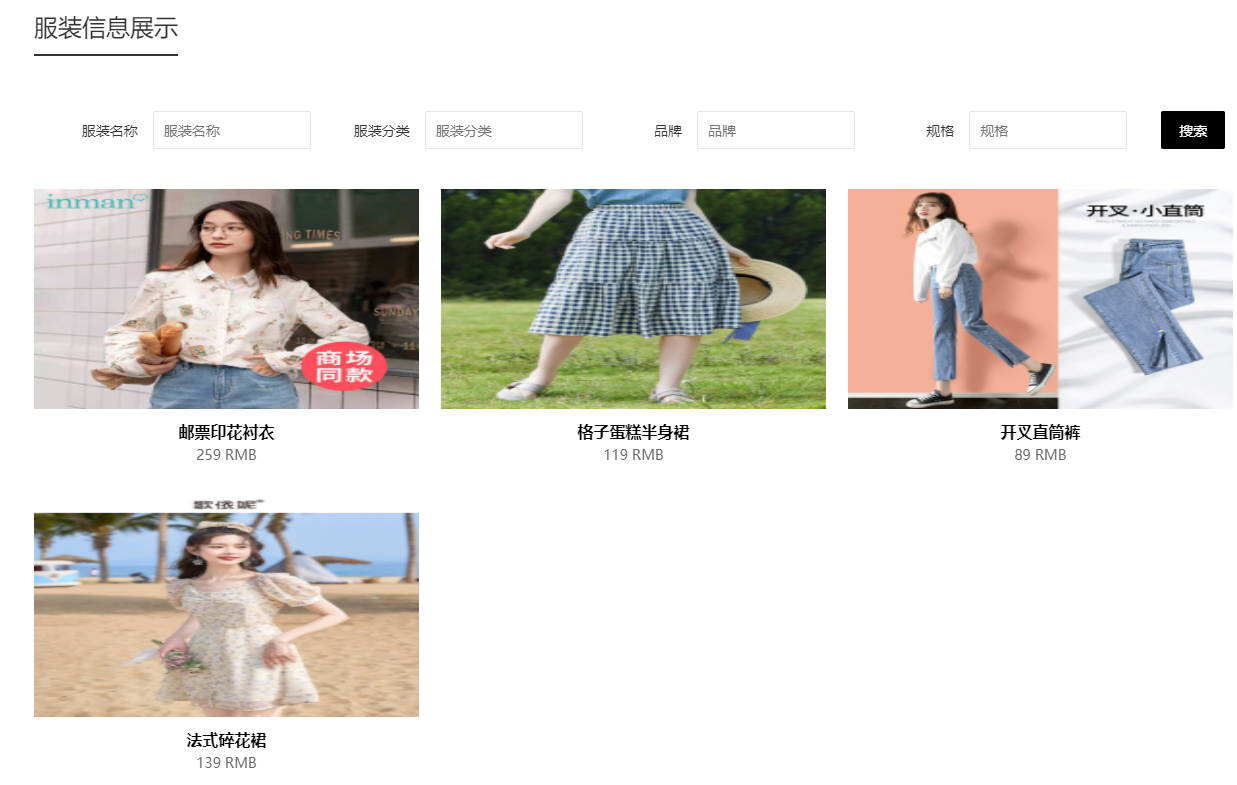 服装信息展示
服装名称 服装名称 服装分类 服装分类 品牌 品牌 规格 规格 搜索
inman
NG TIMES
SUNDAY
商场
同款
开叉·小直筒
邮票印花衬衣
259 RMB
格子蛋糕半身裙
119 RMB
开叉直筒裤
89 RMB
歌依妮
法式碎花裙
139 RMB